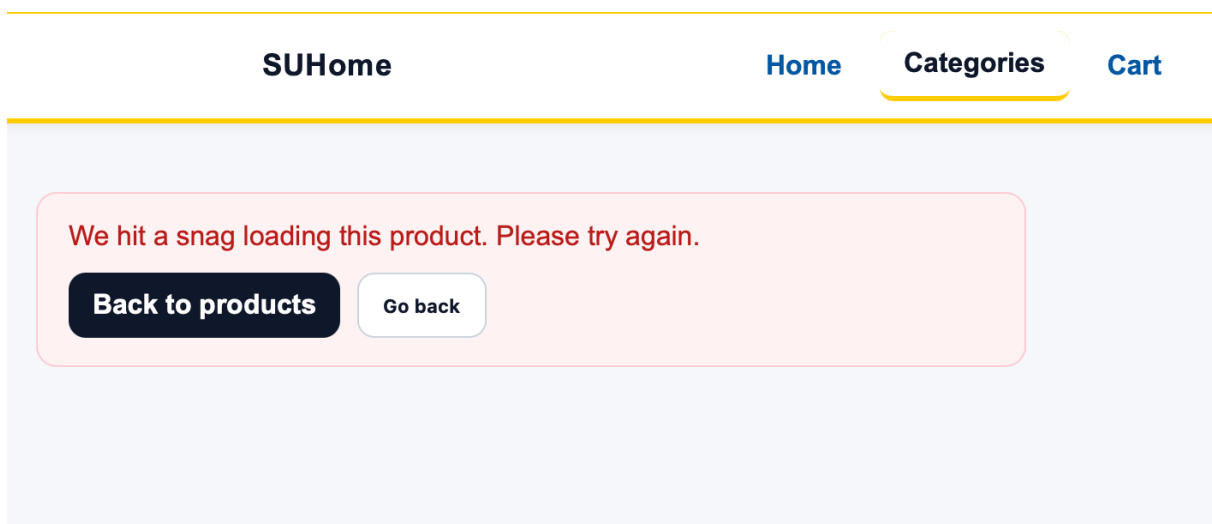 SUHome
Home
Categories
Cart
We hit a snag loading this product. Please try again.
Back to products
Go back